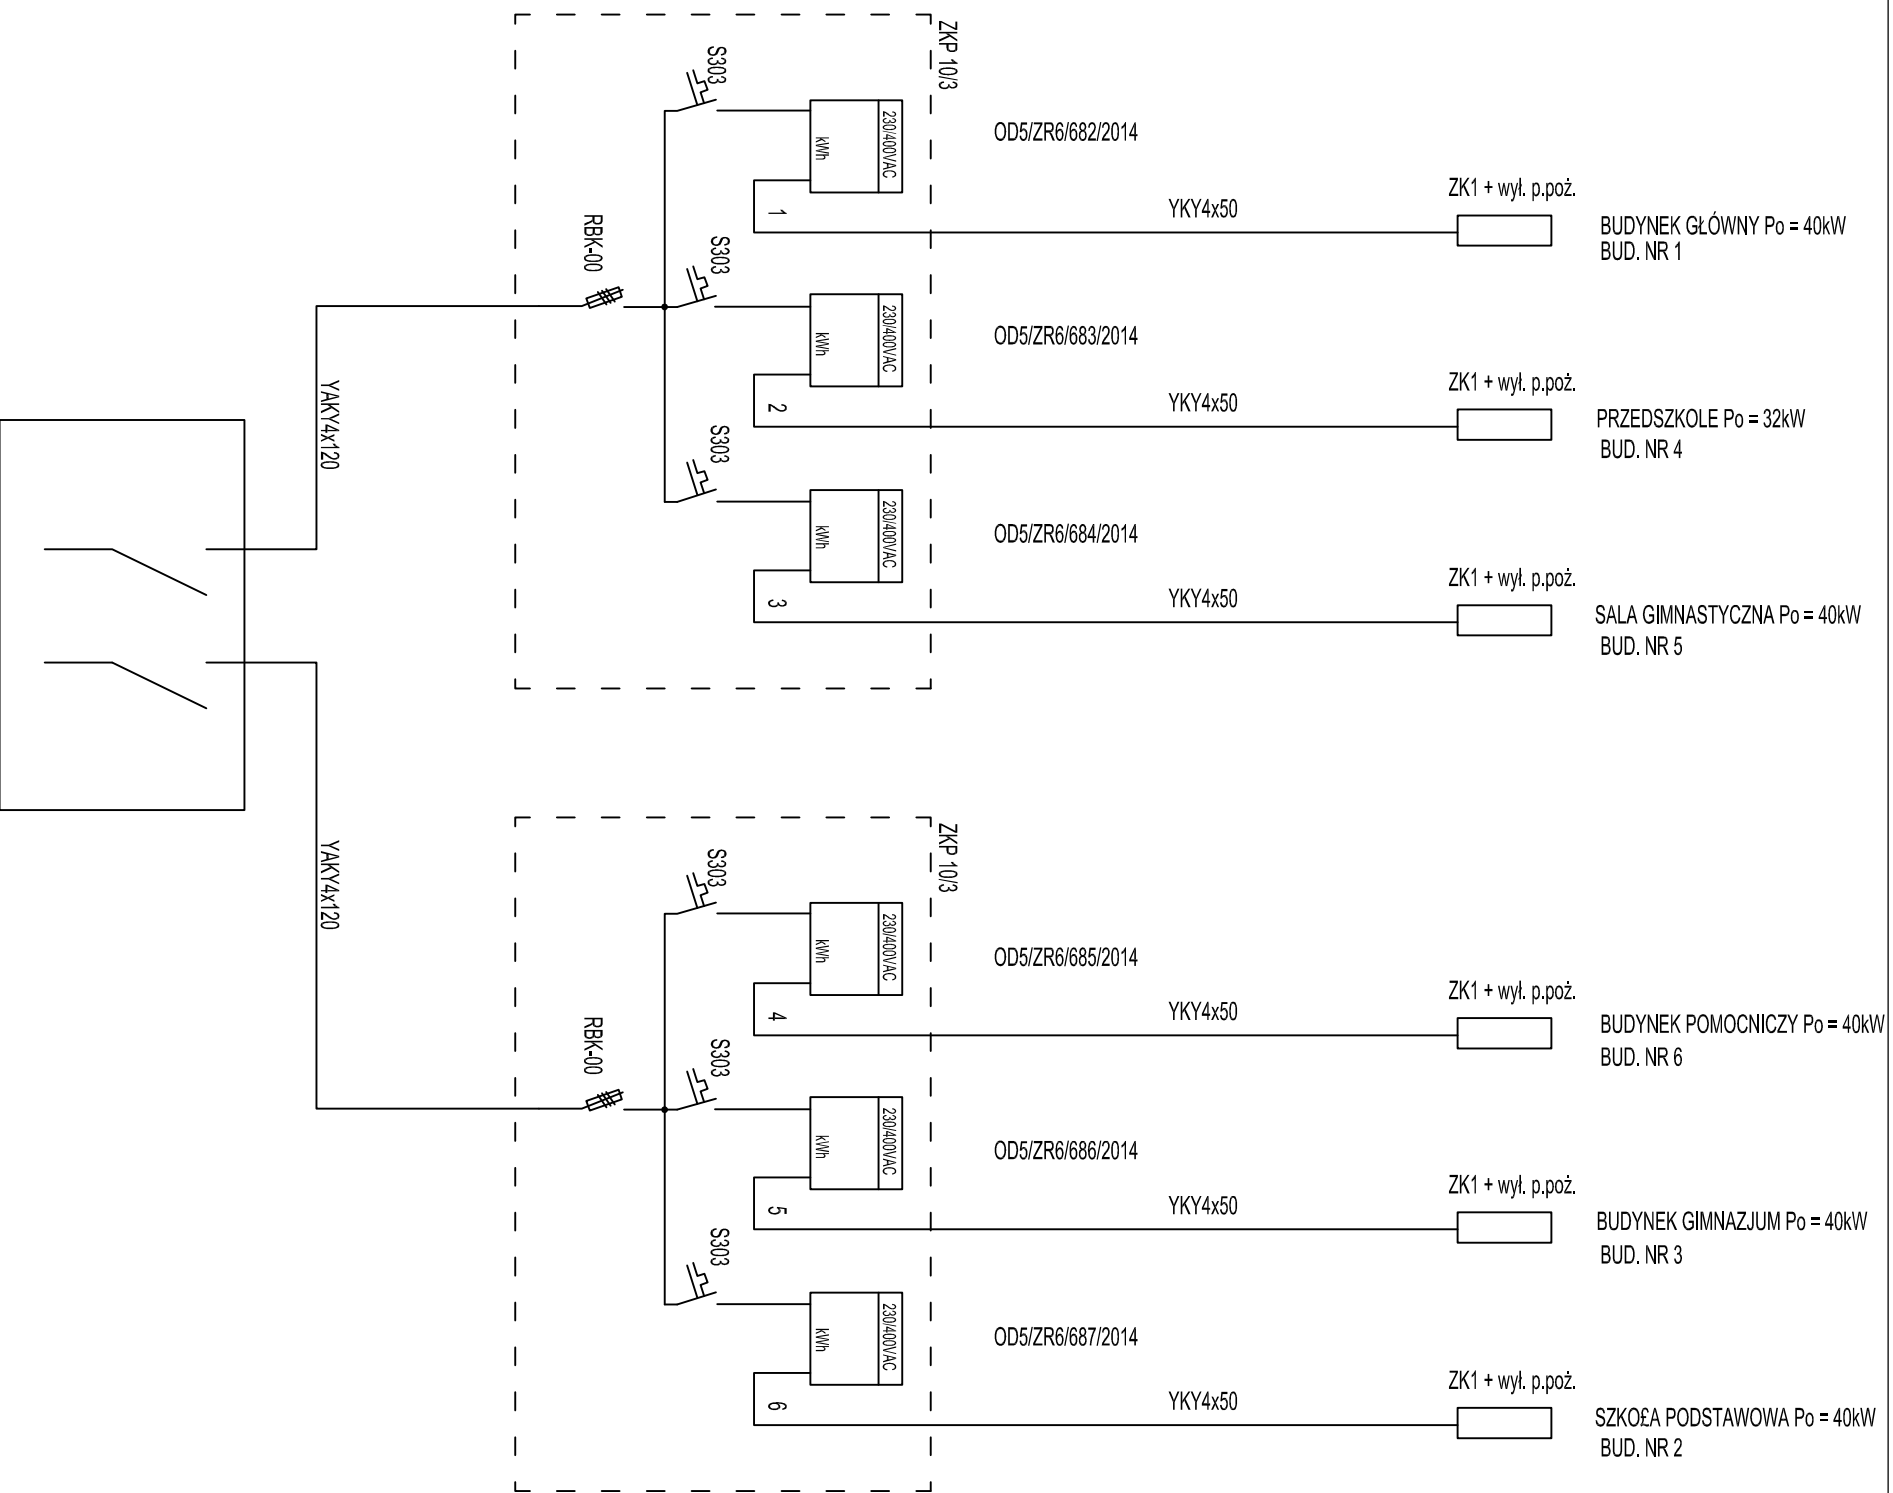 ZKP 10/3
S303
230/400VAC
kWh
OD5/ZR6/682/2014
1
YKY4x50
ZK1 + wył. p.poż.
BUDYNEK GŁÓWNY Po = 40kW
BUD. NR 1
RBK-00
S303
230/400VAC
kWh
OD5/ZR6/683/2014
2
YKY4x50
ZK1 + wył. p.poż.
PRZEDSZKOLE Po = 32kW
BUD. NR 4
YAKY4x120
S303
230/400VAC
kWh
OD5/ZR6/684/2014
3
YKY4x50
ZK1 + wył. p.poż.
SALA GIMNASTYCZNA Po = 40kW
BUD. NR 5
ZKP 10/3
YAKY4x120
S303
230/400VAC
kWh
OD5/ZR6/685/2014
4
YKY4x50
ZK1 + wył. p.poż.
BUDYNEK POMOCNICZY Po = 40kW
BUD. NR 6
RBK-00
S303
230/400VAC
kWh
OD5/ZR6/686/2014
5
YKY4x50
ZK1 + wył. p.poż.
BUDYNEK GIMNAZJUM Po = 40kW
BUD. NR 3
S303
230/400VAC
kWh
OD5/ZR6/687/2014
6
YKY4x50
ZK1 + wył. p.poż.
SZKO£A PODSTAWOWA Po = 40kW
BUD. NR 2